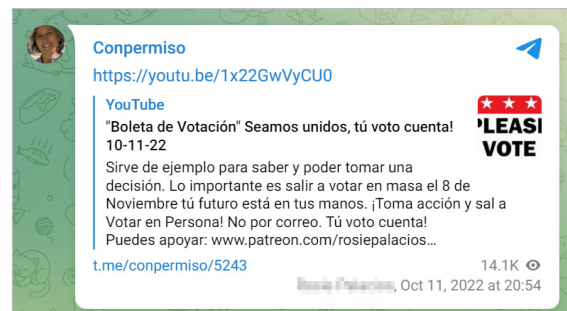 Conpermiso
https://youtu.be/1x22GwVyCU0
YouTube
"Boleta de Votación" Seamos unidos, tú voto cuenta!
10-11-22
Sirve de ejemplo para saber y poder tomar una
decisión. Lo importante es salir a votar en masa el 8 de
Noviembre tú futuro está en tus manos. ¡Toma acción y sal a
Votar en Persona! No por correo. Tú voto cuenta!
Puedes apoyar: www.patreon.com/rosiepalacios…
VOTE
t.me/conpermiso/5243
14.1K
, Oct 11, 2022 at 20:54